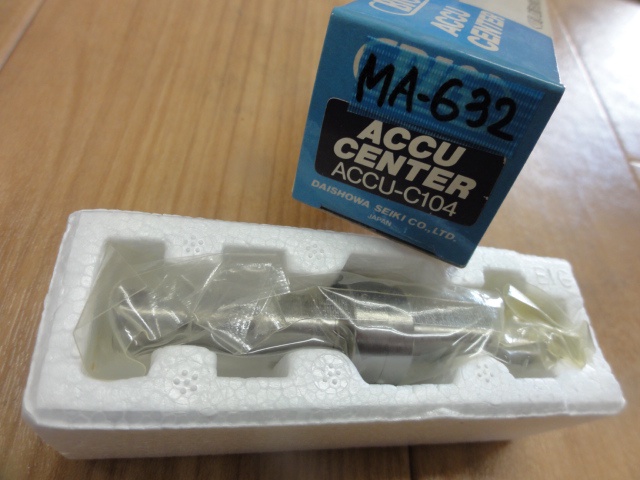 ACCU
CENTER
MA-632
ACCU
CENTER
ACCU-C104
DAISHOWA SEIKI CO., LTD.
JAPAN